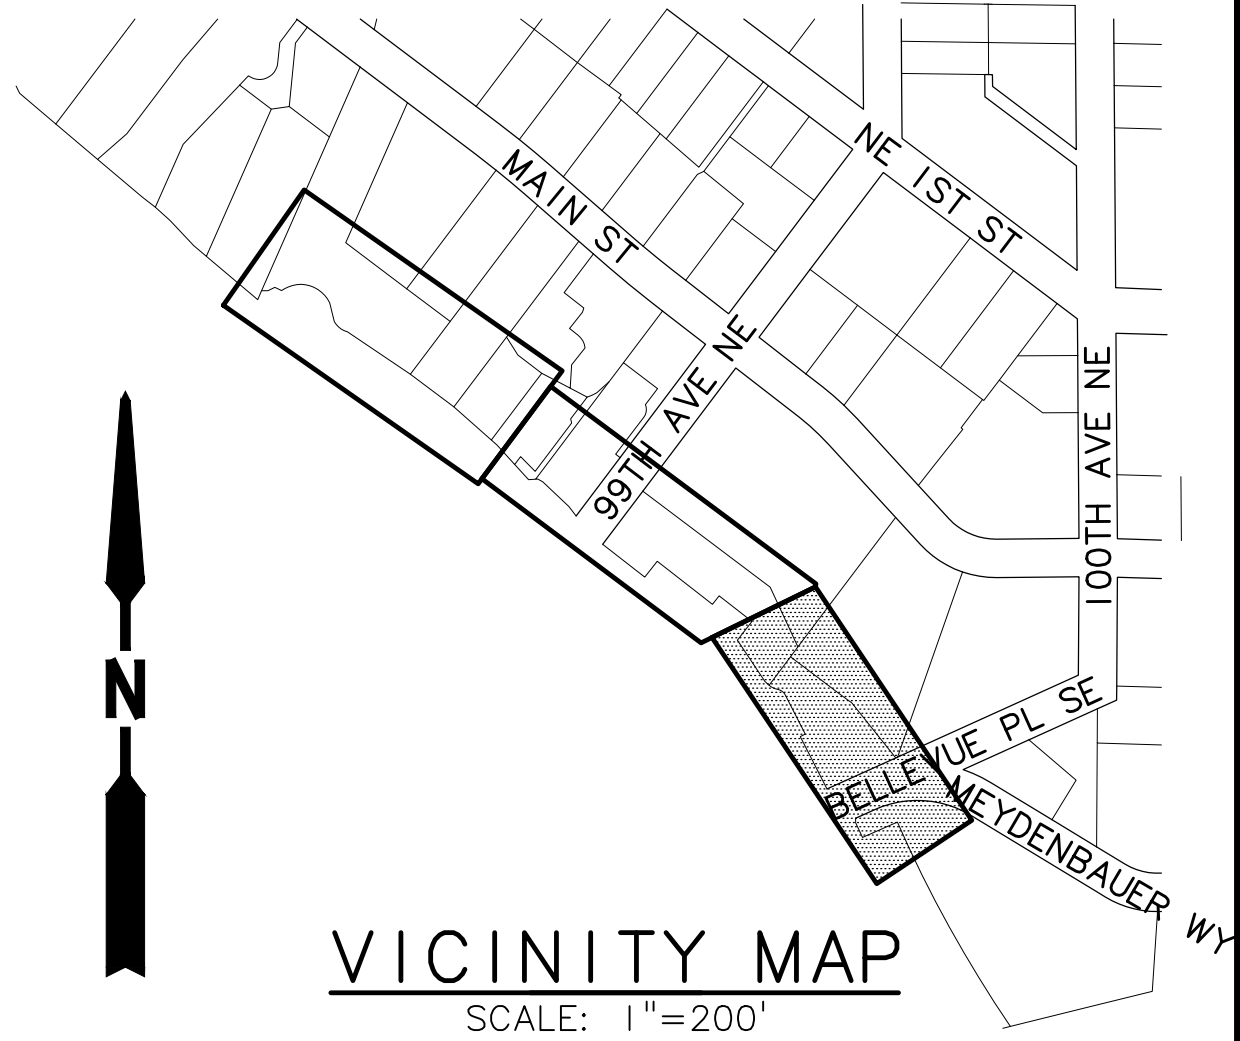 NE 1ST ST
MAIN ST
99TH AVE NE
100TH AVE NE
N
BELLEVUE PL SE
MEYDENBAUER WY
VICINITY MAP
SCALE: 1"=200'